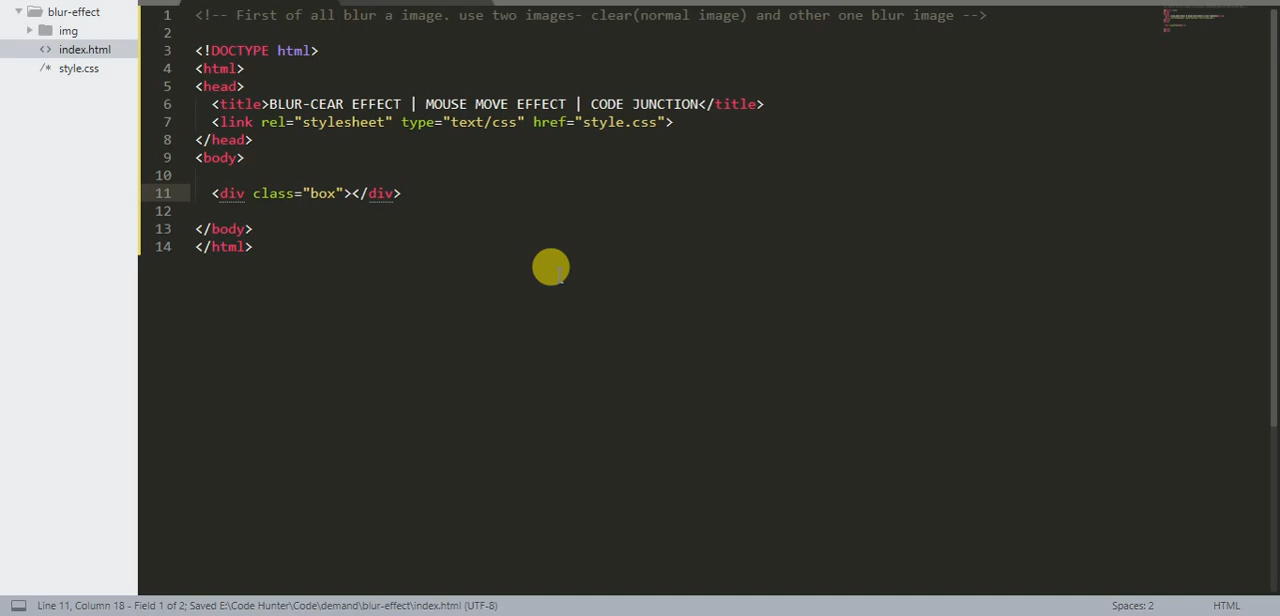 blur-effect
img
<> index.html
/* style.css
1 <!-- First of all blur a image. use two images- clear(normal image) and other one blur image -->
2
3 <!DOCTYPE html>
4 <html>
5 <head>
6 <title>BLUR-CEAR EFFECT | MOUSE MOVE EFFECT | CODE JUNCTION</title>
7 <link rel="stylesheet" type="text/css" href="style.css">
8 </head>
9 <body>
10
11 <div class="box"></div>
12
13 </body>
14 </html>
Line 11, Column 18 - Field 1 of 2; Saved E:\Code Hunter\Code\demand\blur-effect\index.html (UTF-8)
Spaces: 2
HTML